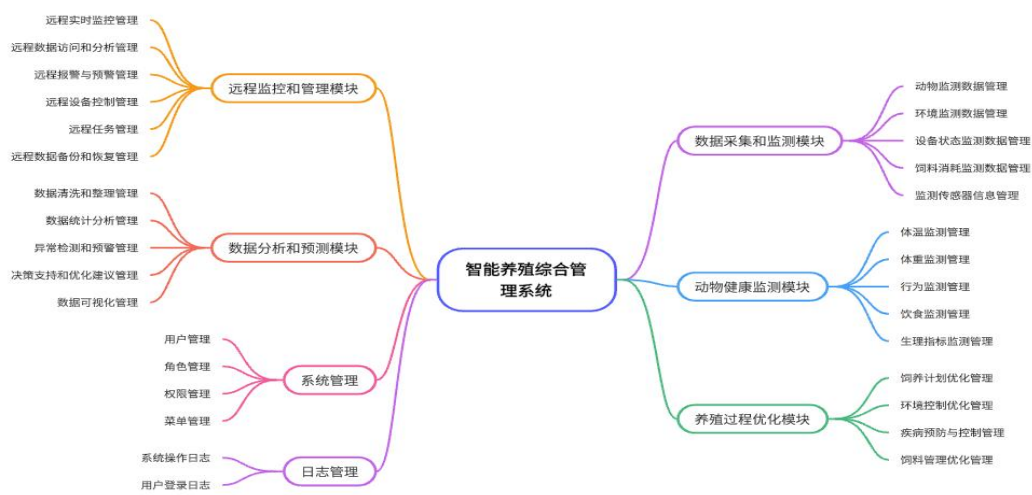 智能养殖综合管
理系统
远程监控和管理模块
远程实时监控管理
远程数据访问和分析管理
远程报警与预警管理
远程设备控制管理
远程任务管理
远程数据备份和恢复管理
数据分析和预测模块
数据清洗和整理管理
数据统计分析管理
异常检测和预警管理
决策支持和优化建议管理
数据可视化管理
系统管理
用户管理
角色管理
权限管理
菜单管理
日志管理
系统操作日志
用户登录日志
数据采集和监测模块
动物监测数据管理
环境监测数据管理
设备状态监测数据管理
饲料消耗监测数据管理
监测传感器信息管理
动物健康监测模块
体温监测管理
体重监测管理
行为监测管理
饮食监测管理
生理指标监测管理
养殖过程优化模块
饲养计划优化管理
环境控制优化管理
疾病预防与控制管理
饲料管理优化管理